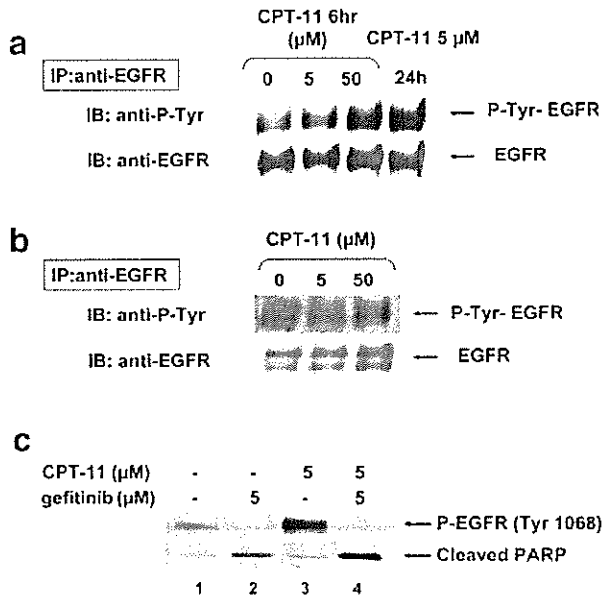 a
CPT-11 6hr
(μM)
CPT-11 5 μM
IP:anti-EGFR
0 5 50 24h
IB: anti-P-Tyr
P-Tyr- EGFR
IB: anti-EGFR
EGFR
b
CPT-11 (μM)
IP:anti-EGFR
0 5 50
IB: anti-P-Tyr
P-Tyr- EGFR
IB: anti-EGFR
EGFR
c
CPT-11 (μM) - - 5 5
gefitinib (μM) - 5 - 5
P-EGFR (Tyr 1068)
Cleaved PARP
1 2 3 4